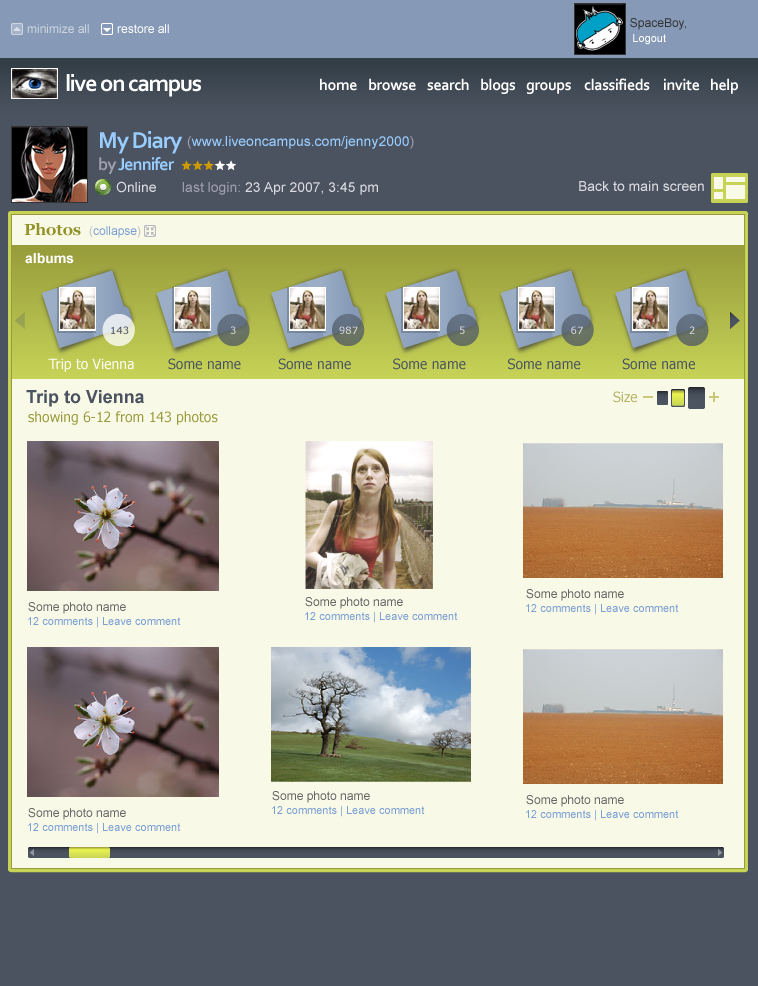 minimize all restore all SpaceBoy,
Logout
live on campus home browse search blogs groups classifieds invite help
My Diary (www.liveoncampus.com/jenny2000)
by Jennifer
Online last login: 23 Apr 2007, 3:45 pm Back to main screen
Photos (collapse)
albums
143 3 987 5 67 2
Trip to Vienna Some name Some name Some name Some name Some name
Trip to Vienna Size − +
showing 6-12 from 143 photos
Some photo name Some photo name Some photo name
12 comments | Leave comment 12 comments | Leave comment 12 comments | Leave comment
Some photo name Some photo name Some photo name
12 comments | Leave comment 12 comments | Leave comment 12 comments | Leave comment